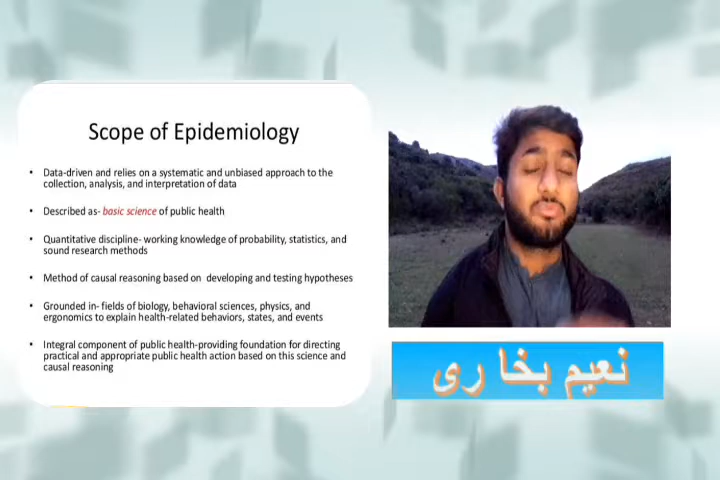 Scope of Epidemiology
• Data-driven and relies on a systematic and unbiased approach to the
collection, analysis, and interpretation of data
• Described as- basic science of public health
• Quantitative discipline- working knowledge of probability, statistics, and
sound research methods
• Method of causal reasoning based on developing and testing hypotheses
• Grounded in- fields of biology, behavioral sciences, physics, and
ergonomics to explain health-related behaviors, states, and events
• Integral component of public health-providing foundation for directing
practical and appropriate public health action based on this science and
causal reasoning
نعیم بخاری